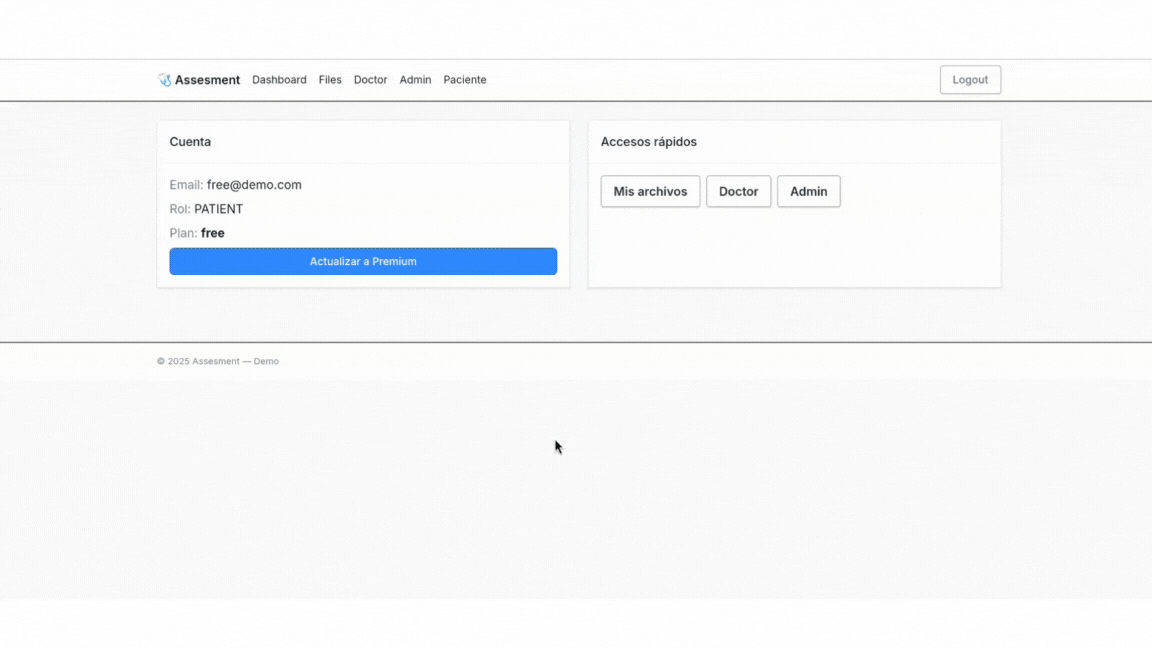 Assesment Dashboard Files Doctor Admin Paciente Logout
Cuenta
Email: free@demo.com
Rol: PATIENT
Plan: free
Actualizar a Premium
Accesos rápidos
Mis archivos Doctor Admin
© 2025 Assesment — Demo